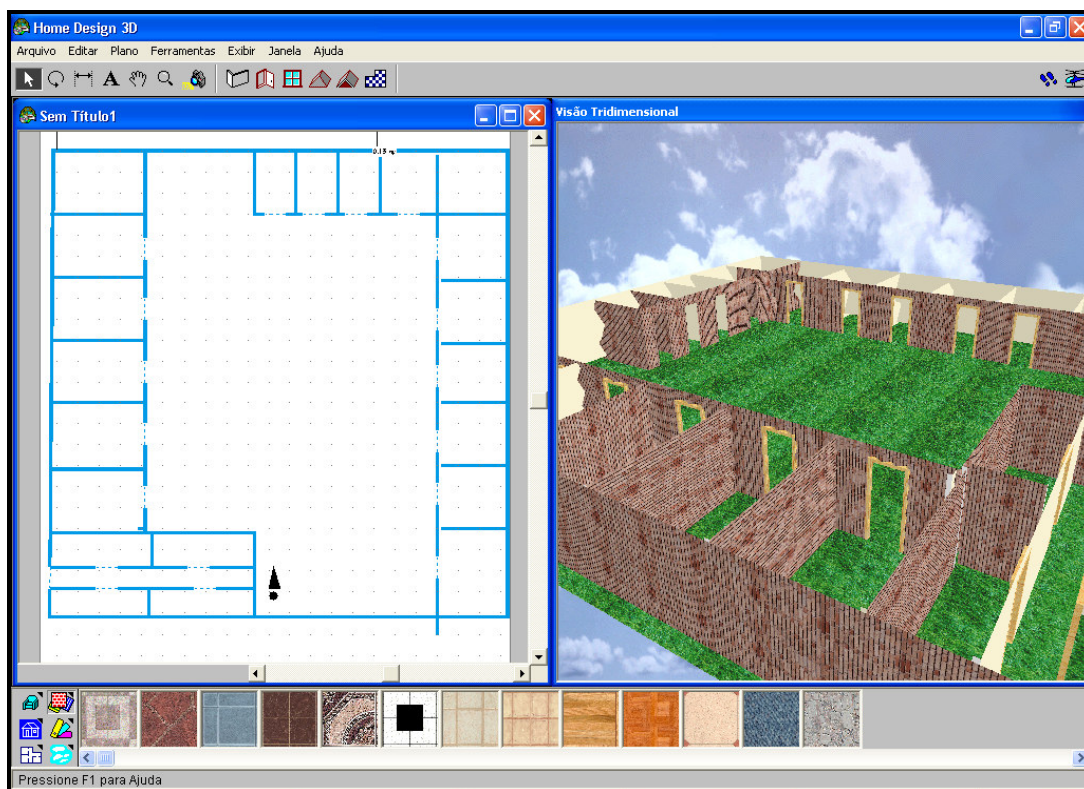 Home Design 3D
Arquivo Editar Plano Ferramentas Exibir Janela Ajuda
A
Sem Título1
Visão Tridimensional
Pressione F1 para Ajuda